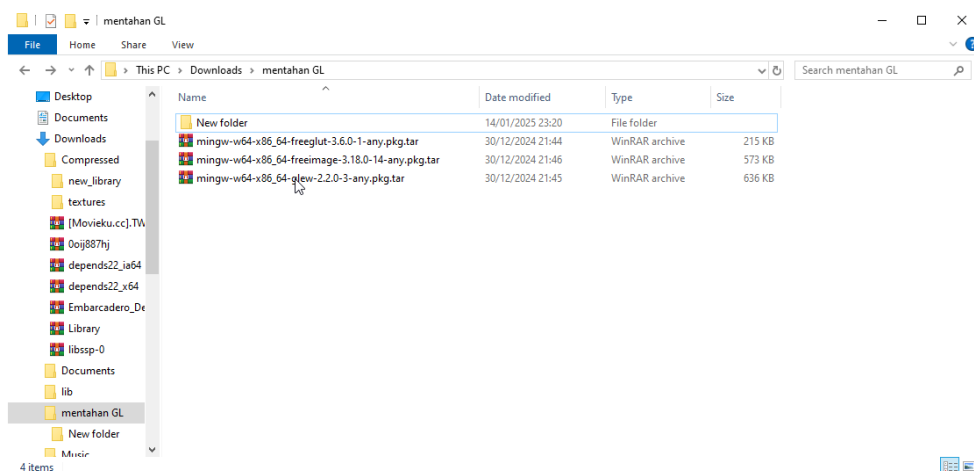 mentahan GL
File Home Share View
This PC > Downloads > mentahan GL Search mentahan GL
Desktop
Documents
Downloads
Compressed
new_library
textures
[Movieku.cc].TW
0oij887hj
depends22_ia64
depends22_x64
Embarcadero_De
Library
libssp-0
Documents
lib
mentahan GL
New folder
Music
Name Date modified Type Size
New folder 14/01/2025 23:20 File folder
mingw-w64-x86_64-freeglut-3.6.0-1-any.pkg.tar 30/12/2024 21:44 WinRAR archive 215 KB
mingw-w64-x86_64-freeimage-3.18.0-14-any.pkg.tar 30/12/2024 21:46 WinRAR archive 573 KB
mingw-w64-x86_64-glew-2.2.0-3-any.pkg.tar 30/12/2024 21:45 WinRAR archive 636 KB
4 items